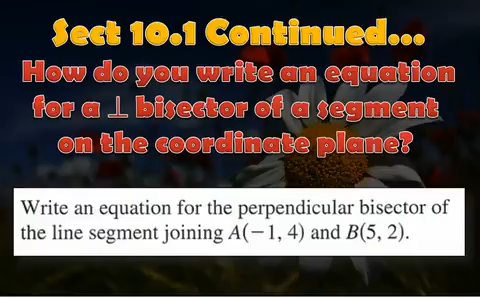 Sect 10.1 Continued...
How do you write an equation
for a ⊥ bisector of a segment
on the coordinate plane?
Write an equation for the perpendicular bisector of
the line segment joining A(−1, 4) and B(5, 2).